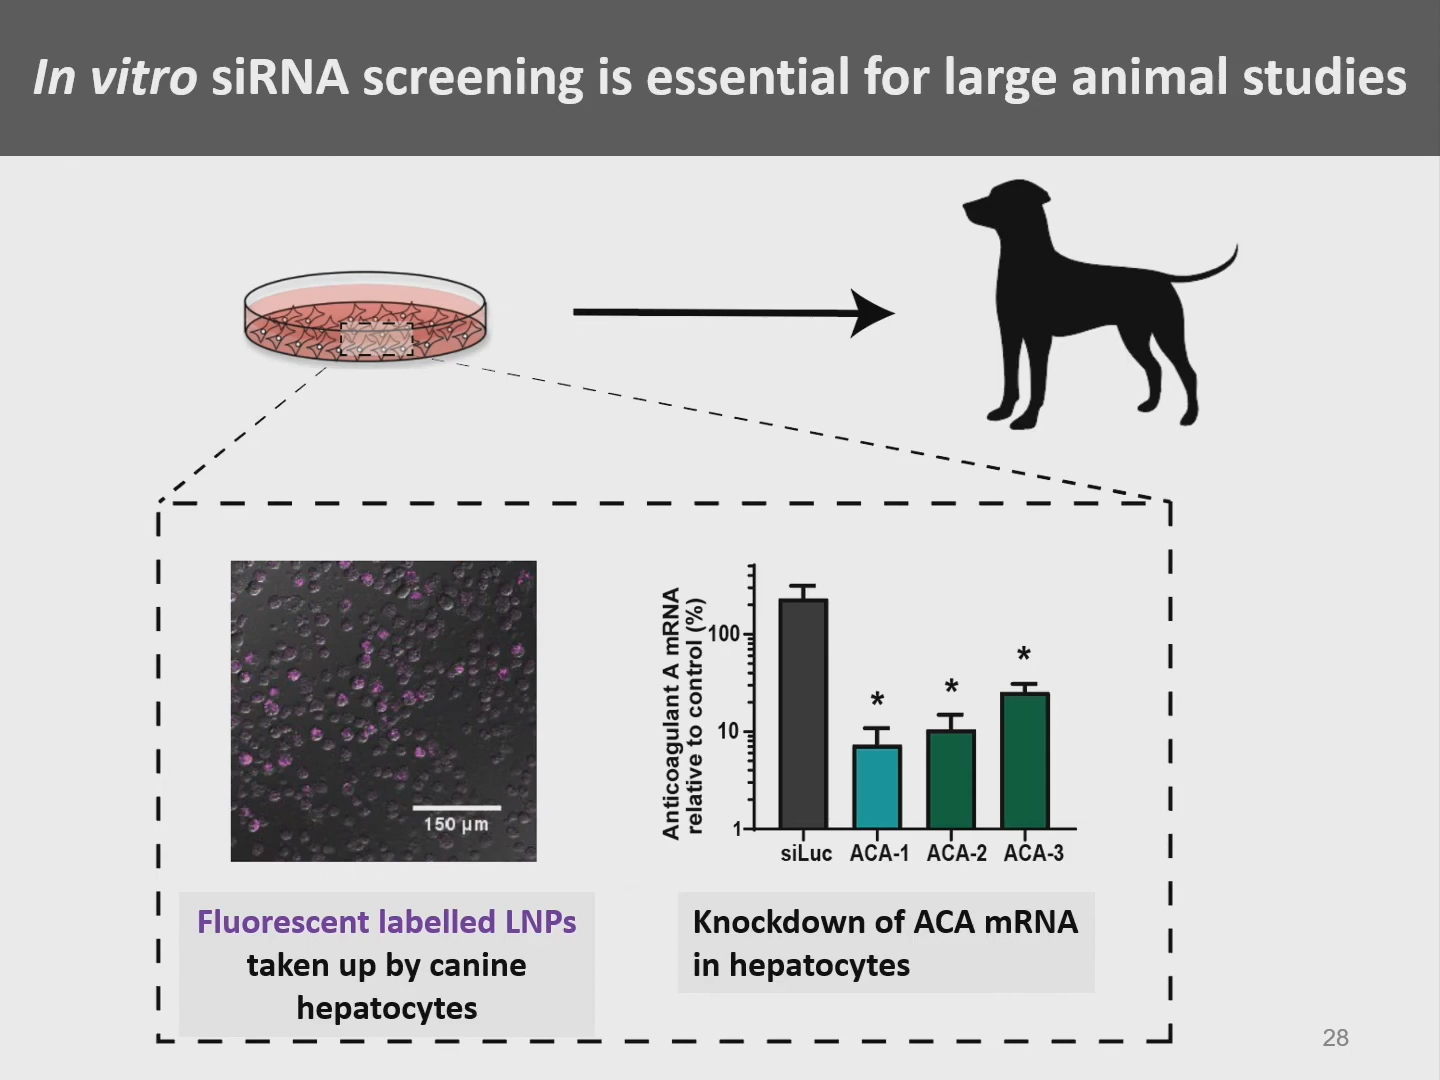 In vitro siRNA screening is essential for large animal studies
150 µm
Fluorescent labelled LNPs
taken up by canine
hepatocytes
Anticoagulant A mRNA
relative to control (%)
100
10
1
*
*
*
siLuc ACA-1 ACA-2 ACA-3
Knockdown of ACA mRNA
in hepatocytes
28